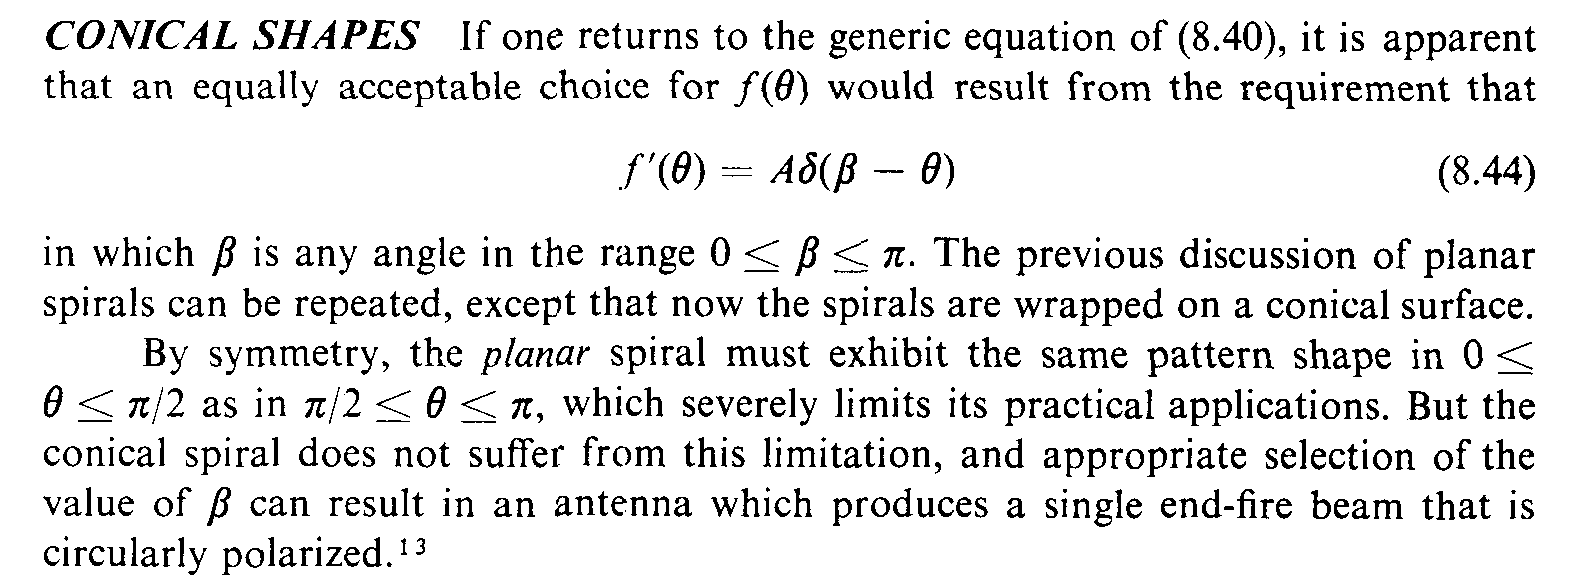 CONICAL SHAPES If one returns to the generic equation of (8.40), it is apparent
that an equally acceptable choice for f(θ) would result from the requirement that
f′(θ) = Aδ(β − θ) (8.44)
in which β is any angle in the range 0 ≤ β ≤ π. The previous discussion of planar
spirals can be repeated, except that now the spirals are wrapped on a conical surface.
By symmetry, the planar spiral must exhibit the same pattern shape in 0 ≤
θ ≤ π/2 as in π/2 ≤ θ ≤ π, which severely limits its practical applications. But the
conical spiral does not suffer from this limitation, and appropriate selection of the
value of β can result in an antenna which produces a single end-fire beam that is
circularly polarized.¹³